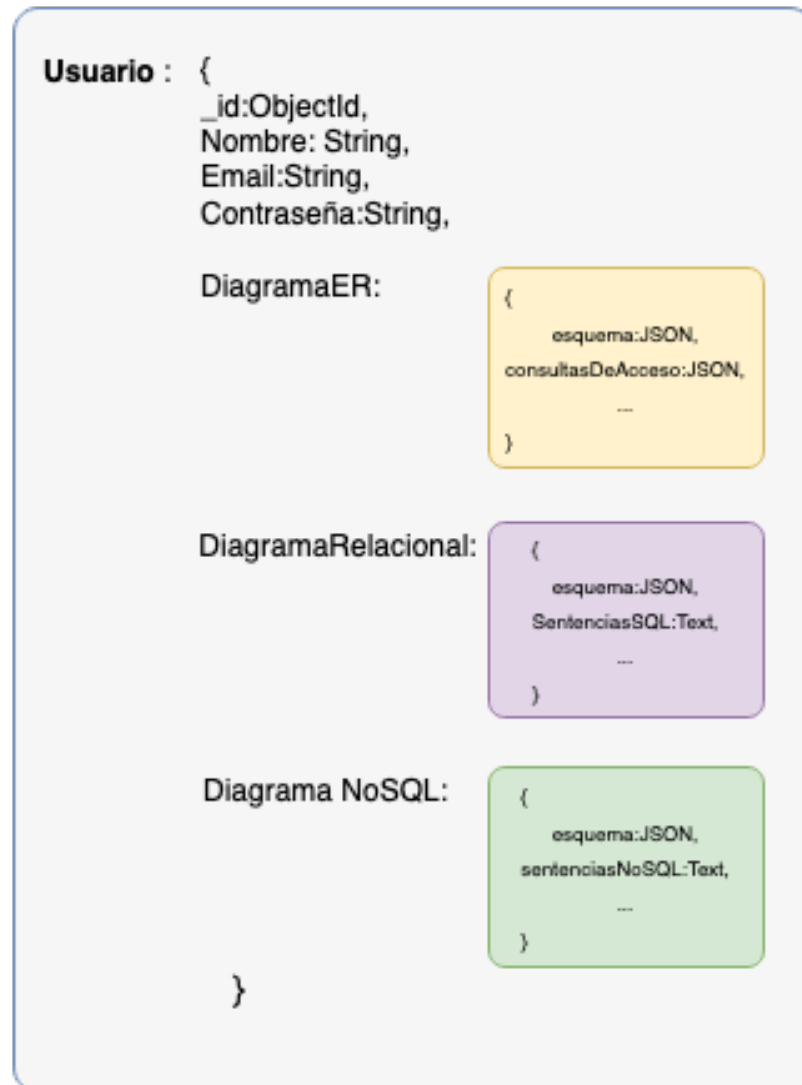 Usuario : {
_id:ObjectId,
Nombre: String,
Email:String,
Contraseña:String,
DiagramaER:
{
esquema:JSON,
consultasDeAcceso:JSON,
...
}
DiagramaRelacional:
{
esquema:JSON,
SentenciasSQL:Text,
...
}
Diagrama NoSQL:
{
esquema:JSON,
sentenciasNoSQL:Text,
...
}
}